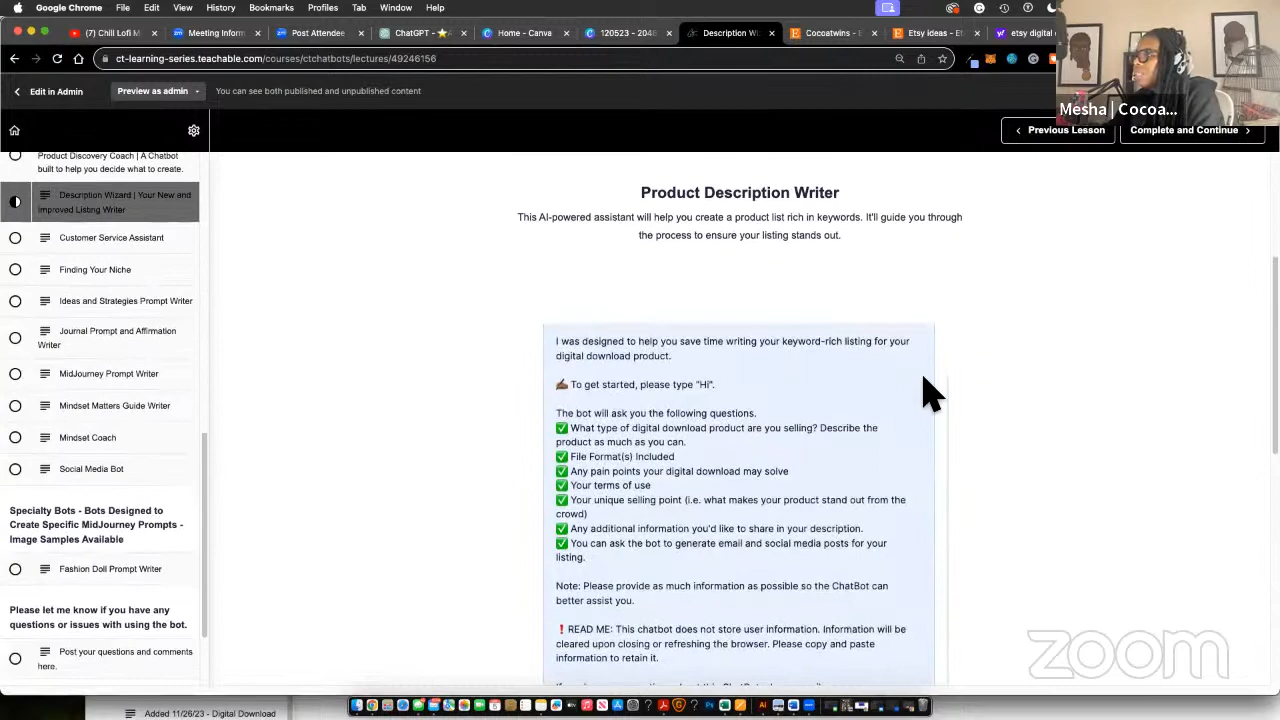 Google Chrome File Edit View History Bookmarks Profiles Tab Window Help
(7) Chill Lofi M
Meeting Inform
Post Attendee
ChatGPT -
Home - Canva
120523 - 2048
Description Wi
Cocoatwins - E
Etsy ideas - Et
etsy digital
ct-learning-series.teachable.com/courses/ctchatbots/lectures/49246156
Edit in Admin
Preview as admin
You can see both published and unpublished content
Mesha | Cocoa...
Previous Lesson
Complete and Continue
Product Discovery Coach | A Chatbot
built to help you decide what to create.
Description Wizard | Your New and
Improved Listing Writer
Customer Service Assistant
Finding Your Niche
Ideas and Strategies Prompt Writer
Journal Prompt and Affirmation
Writer
MidJourney Prompt Writer
Mindset Matters Guide Writer
Mindset Coach
Social Media Bot
Specialty Bots - Bots Designed to
Create Specific MidJourney Prompts -
Image Samples Available
Fashion Doll Prompt Writer
Please let me know if you have any
questions or issues with using the bot.
Post your questions and comments
here.
Product Description Writer
This AI-powered assistant will help you create a product list rich in keywords. It'll guide you through
the process to ensure your listing stands out.
I was designed to help you save time writing your keyword-rich listing for your
digital download product.
✍🏾 To get started, please type "Hi".
The bot will ask you the following questions.
✅ What type of digital download product are you selling? Describe the
product as much as you can.
✅ File Format(s) Included
✅ Any pain points your digital download may solve
✅ Your terms of use
✅ Your unique selling point (i.e. what makes your product stand out from the
crowd)
✅ Any additional information you'd like to share in your description.
✅ You can ask the bot to generate email and social media posts for your
listing.
Note: Please provide as much information as possible so the ChatBot can
better assist you.
❗ READ ME: This chatbot does not store user information. Information will be
cleared upon closing or refreshing the browser. Please copy and paste
information to retain it.
zoom
Added 11/26/23 - Digital Download